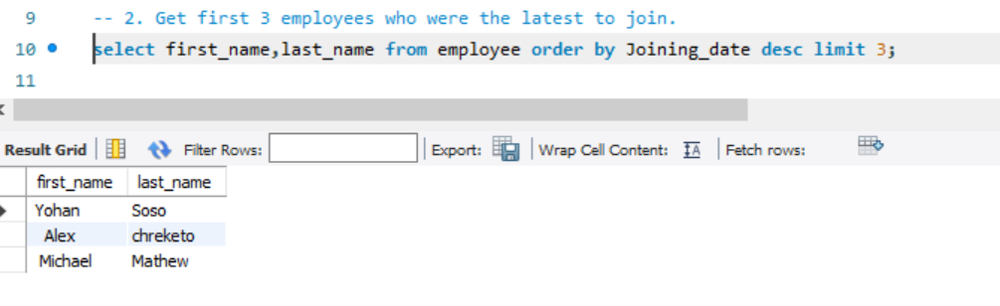 9 -- 2. Get first 3 employees who were the latest to join.
10 select first_name,last_name from employee order by Joining_date desc limit 3;
11
Result Grid Filter Rows: Export: Wrap Cell Content: IA Fetch rows:
first_name last_name
Yohan Soso
Alex chreketo
Michael Mathew